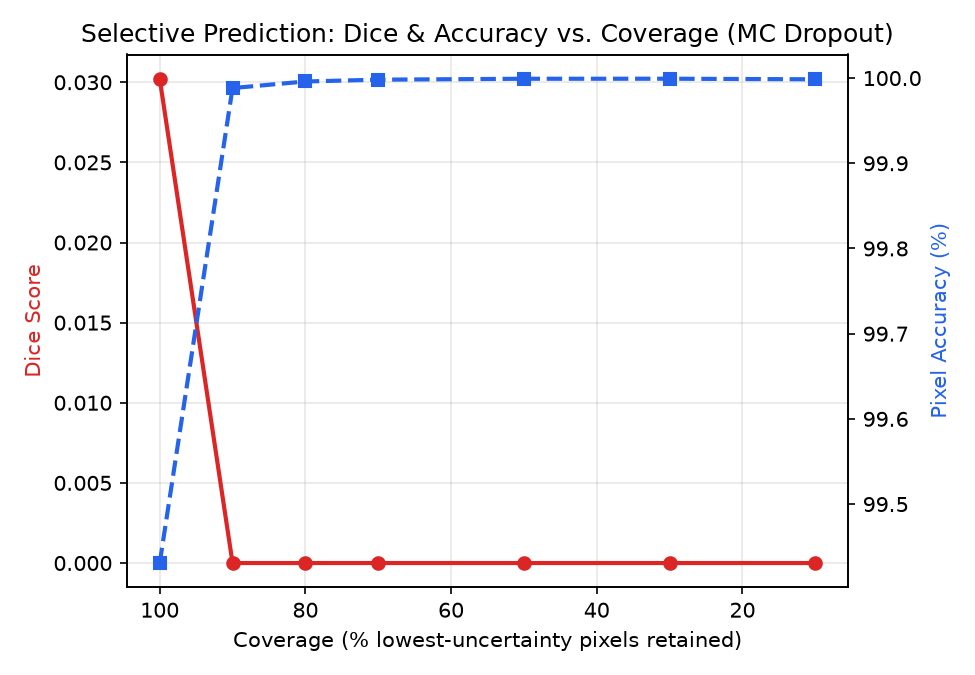 Selective Prediction: Dice & Accuracy vs. Coverage (MC Dropout)
0.030
0.025
0.020
0.015
0.010
0.005
0.000
Dice Score
100.0
99.9
99.8
99.7
99.6
99.5
Pixel Accuracy (%)
100 80 60 40 20
Coverage (% lowest-uncertainty pixels retained)